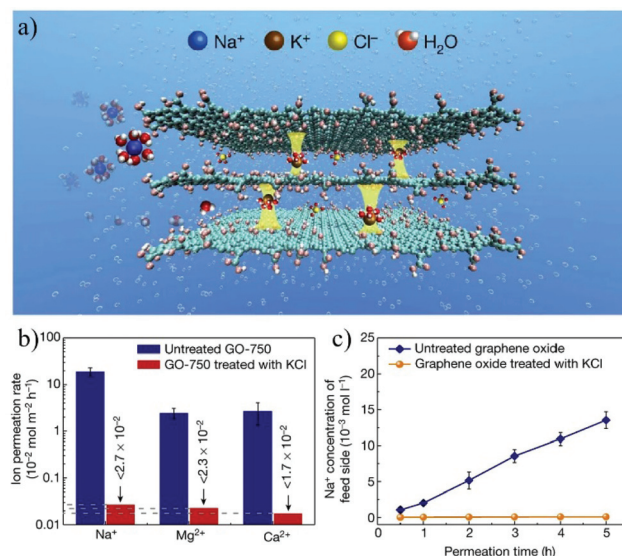 a)
Na⁺ K⁺ Cl⁻ H₂O
b)
Ion permeation rate
(10⁻² mol m⁻² h⁻¹)
100
10
1
0.1
0.01
Untreated GO-750
GO-750 treated with KCl
<2.7 × 10⁻²
<2.3 × 10⁻²
<1.7 × 10⁻²
Na⁺ Mg²⁺ Ca²⁺
c)
Na⁺ concentration of
feed side (10⁻³ mol l⁻¹)
25
20
15
10
5
0
Untreated graphene oxide
Graphene oxide treated with KCl
0 1 2 3 4 5
Permeation time (h)